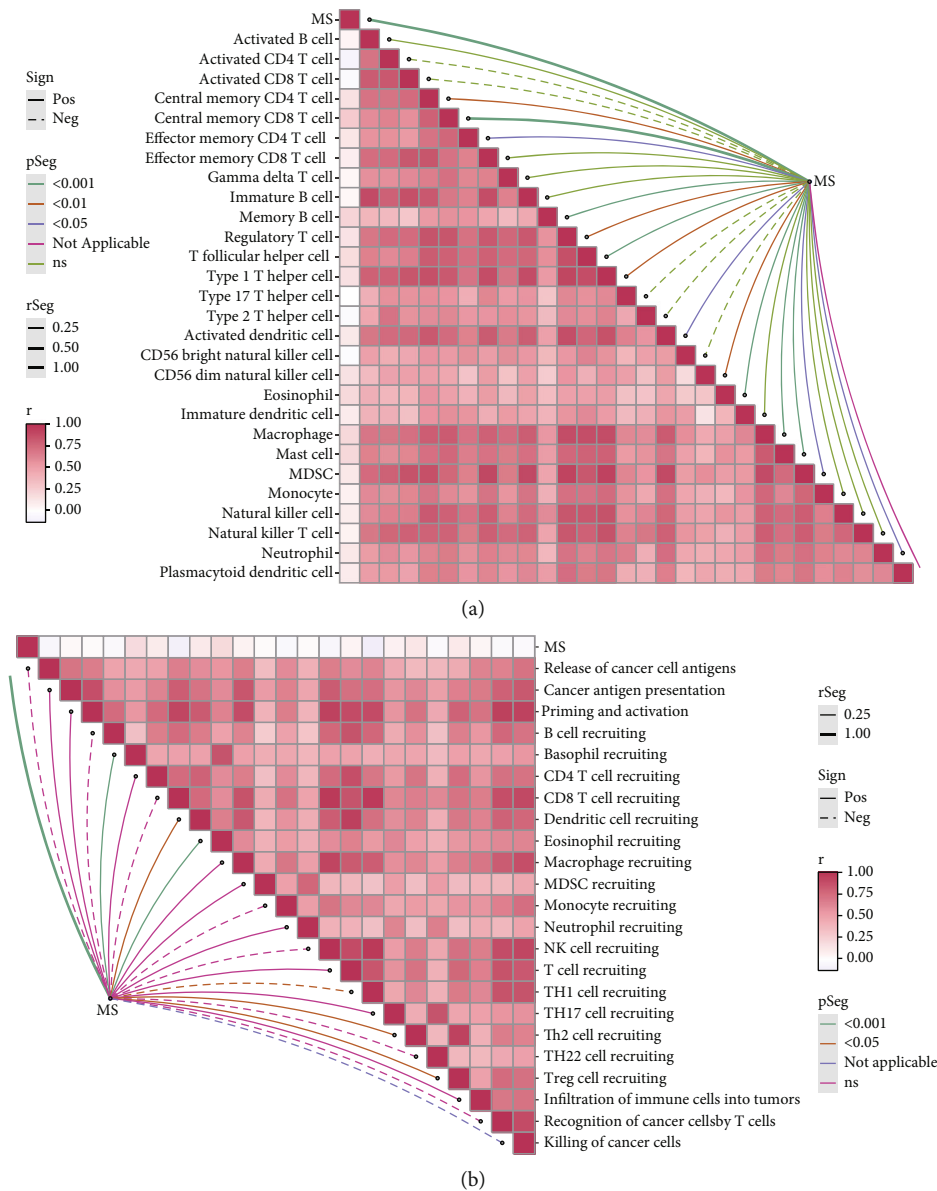 MS
Activated B cell
Activated CD4 T cell
Activated CD8 T cell
Central memory CD4 T cell
Central memory CD8 T cell
Effector memory CD4 T cell
Effector memory CD8 T cell
Gamma delta T cell
Immature B cell
Memory B cell
Regulatory T cell
T follicular helper cell
Type 1 T helper cell
Type 17 T helper cell
Type 2 T helper cell
Activated dendritic cell
CD56 bright natural killer cell
CD56 dim natural killer cell
Eosinophil
Immature dendritic cell
Macrophage
Mast cell
MDSC
Monocyte
Natural killer cell
Natural killer T cell
Neutrophil
Plasmacytoid dendritic cell
Sign
Pos
Neg
pSeg
<0.001
<0.01
<0.05
Not Applicable
ns
rSeg
0.25
0.50
1.00
r
1.00
0.75
0.50
0.25
0.00
MS
(a)
MS
Release of cancer cell antigens
Cancer antigen presentation
Priming and activation
B cell recruiting
Basophil recruiting
CD4 T cell recruiting
CD8 T cell recruiting
Dendritic cell recruiting
Eosinophil recruiting
Macrophage recruiting
MDSC recruiting
Monocyte recruiting
Neutrophil recruiting
NK cell recruiting
T cell recruiting
TH1 cell recruiting
TH17 cell recruiting
Th2 cell recruiting
TH22 cell recruiting
Treg cell recruiting
Infiltration of immune cells into tumors
Recognition of cancer cellsby T cells
Killing of cancer cells
MS
rSeg
0.25
1.00
Sign
Pos
Neg
r
1.00
0.75
0.50
0.25
0.00
pSeg
<0.001
<0.05
Not applicable
ns
(b)